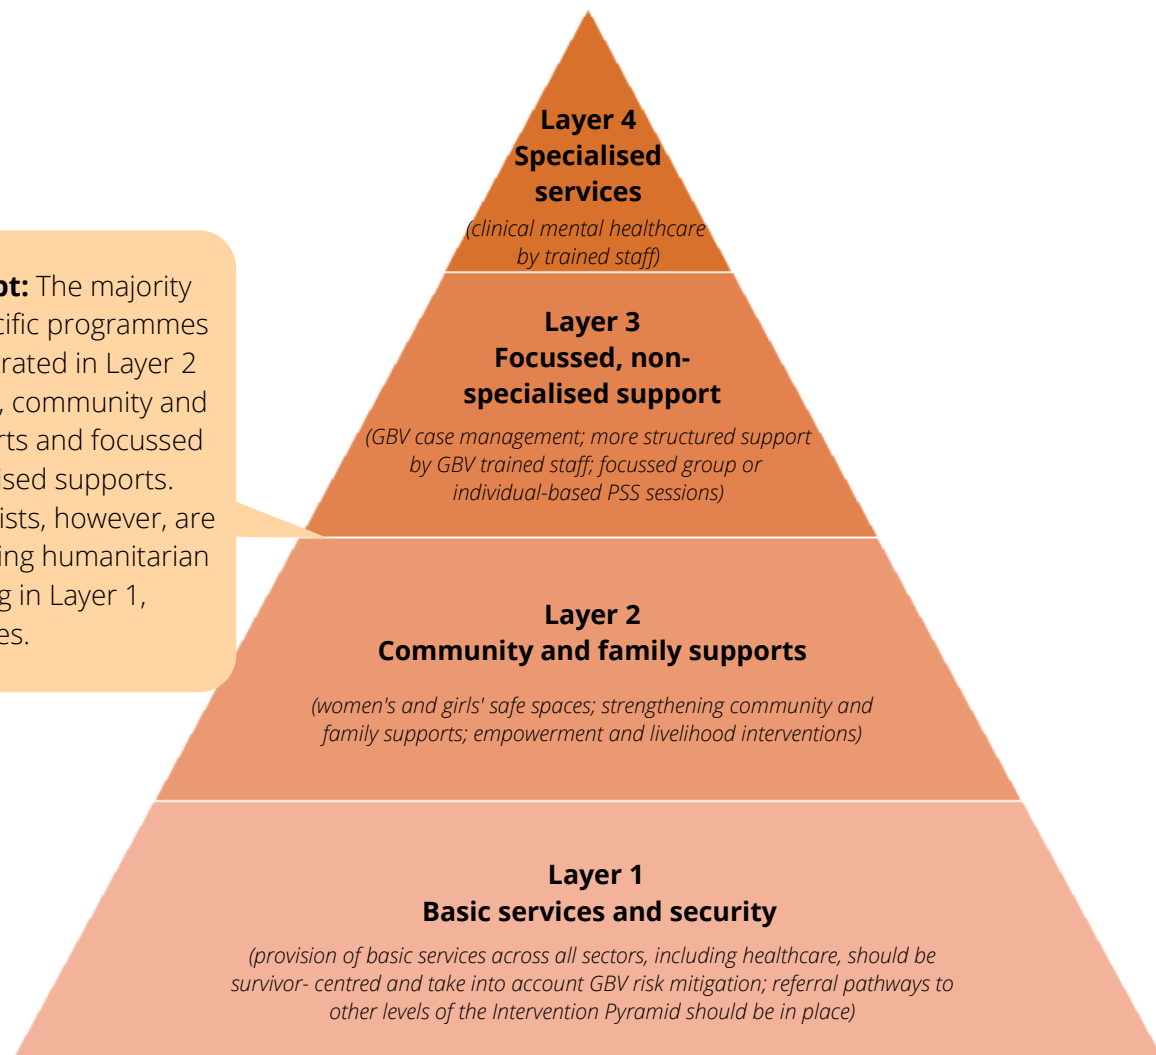 Layer 4
Specialised
services
(clinical mental healthcare
by trained staff)
pt: The majority
cific programmes
trated in Layer 2
, community and
rts and focussed
ised supports.
ists, however, are
ing humanitarian
g in Layer 1,
es.
Layer 3
Focussed, non-
specialised support
(GBV case management; more structured support
by GBV trained staff; focussed group or
individual-based PSS sessions)
Layer 2
Community and family supports
(women's and girls' safe spaces; strengthening community and
family supports; empowerment and livelihood interventions)
Layer 1
Basic services and security
(provision of basic services across all sectors, including healthcare, should be
survivor- centred and take into account GBV risk mitigation; referral pathways to
other levels of the Intervention Pyramid should be in place)